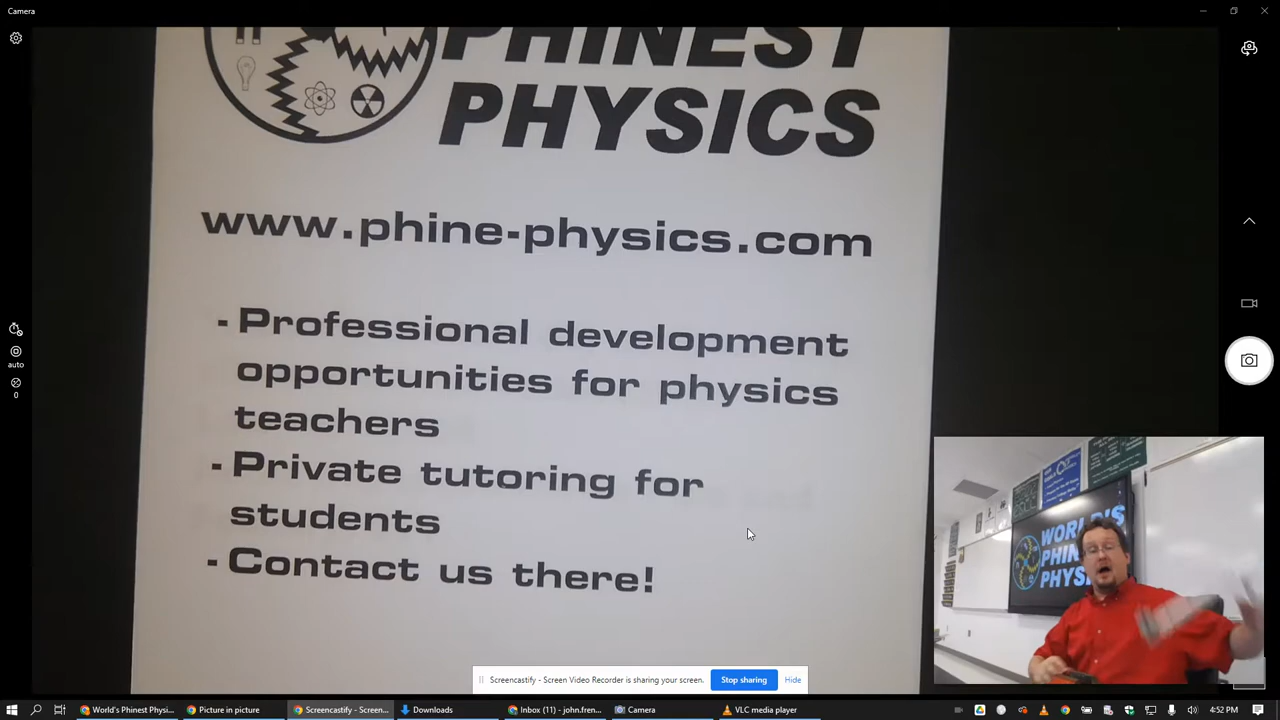 Camera
PHINEST
PHYSICS
www.phine-physics.com
- Professional development
opportunities for physics
teachers
- Private tutoring for
students
- Contact us there!
auto
0
WORLD'S
PHYS
Screencastify - Screen Video Recorder is sharing your screen.
Stop sharing
Hide
World's Phinest Physi...
Picture in picture
Screencastify - Screen...
Downloads
Inbox (11) - john.fren...
Camera
VLC media player
4:52 PM